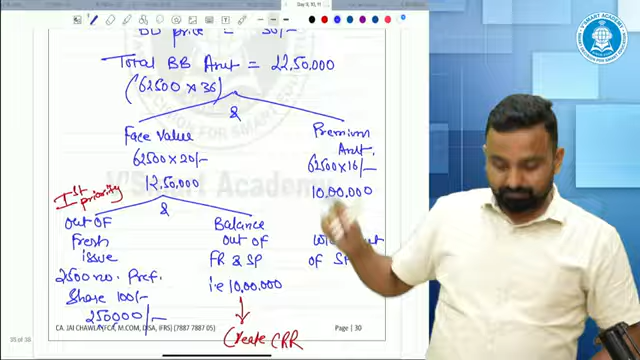 Day 9, 10, 11
BB price = 36/-
Total BB Amt = 22,50,000
(62500 × 36)
&
Face Value
62500 × 20/-
12,50,000
Premium
Amt.
62500 × 16/-
10,00,000
Ist priority
&
out of
Fresh
issue
2500 no. Pref.
Share 100/-
250000/-
Balance
out of
FR & SP
i.e 10,00,000
Create CRR
of
CA. JAI CHAWLA(FCA, M.COM, DISA, IFRS) (7887 7887 05)
Page | 30
35 of 38
V'SMART ACADEMY
V'Smart Academy